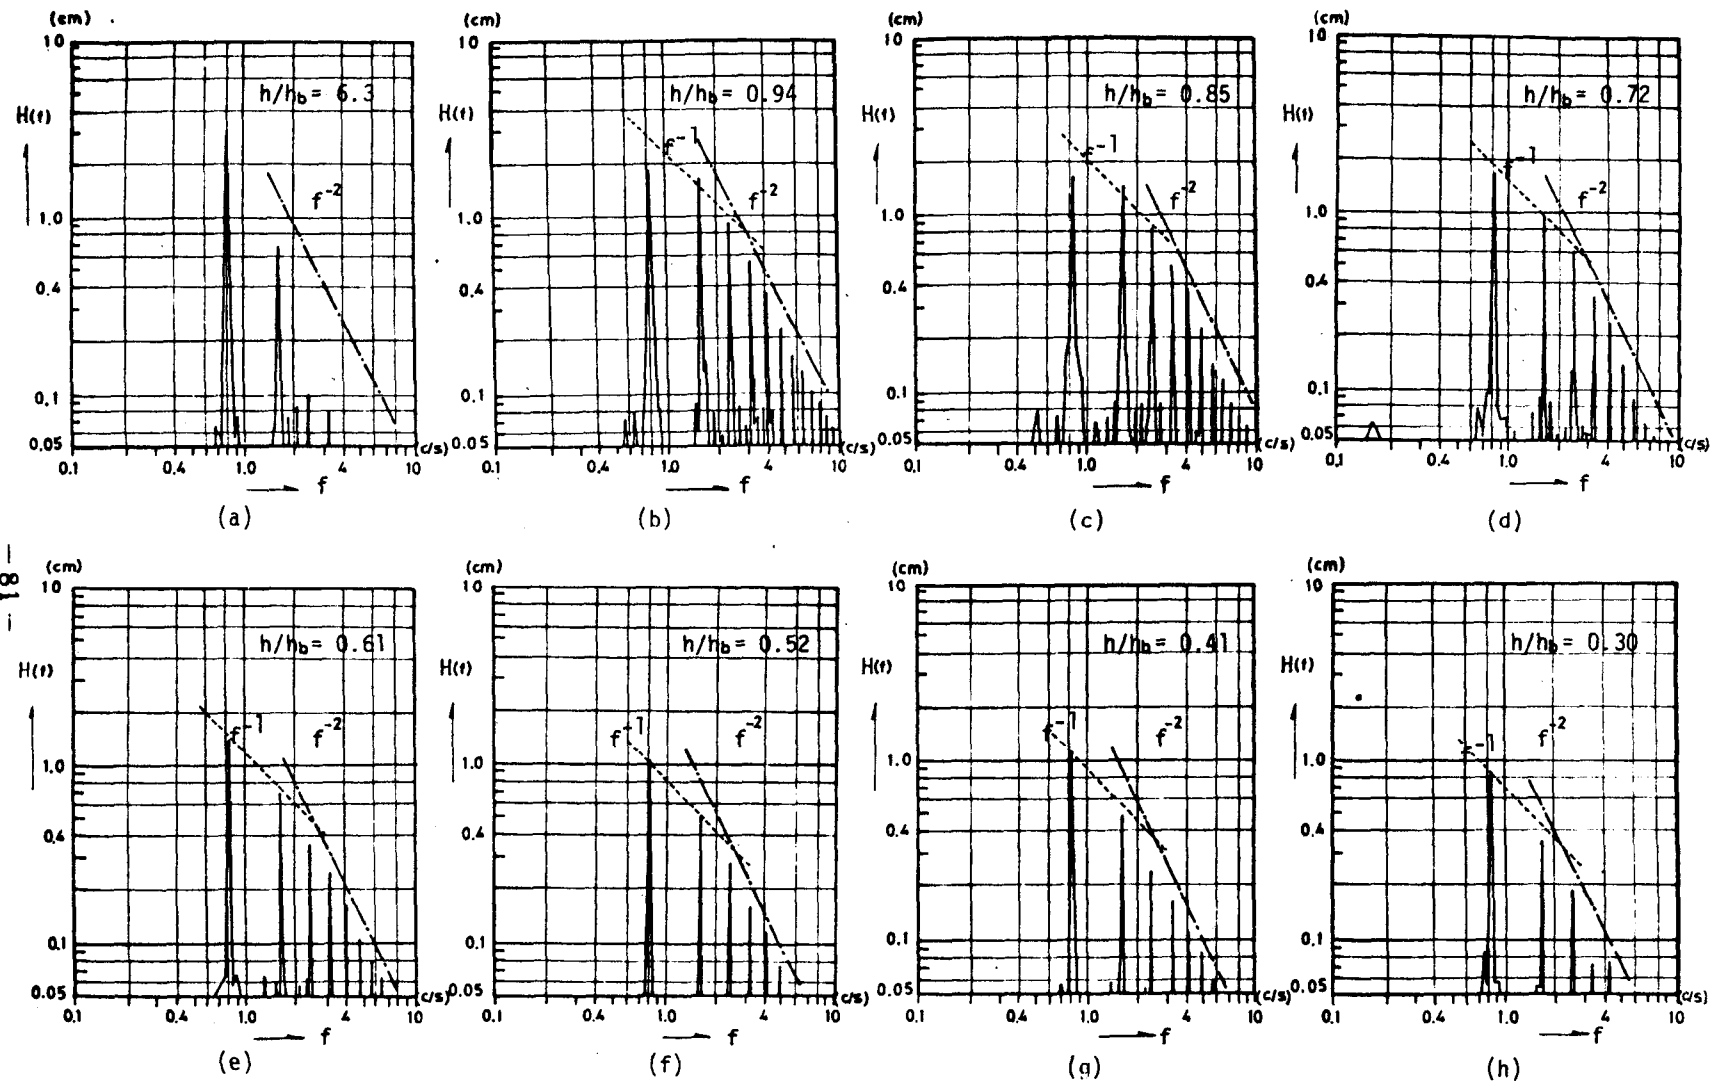 (cm) (cm) (cm) (cm)
10 10 10 10
h/hb = 6.3 h/hb = 0.94 h/hb = 0.85 h/hb = 0.72
H(f) H(f) H(f) H(f)
f-1 f-1 f-1
f-2 f-2 f-2 f-2
1.0 1.0 1.0 1.0
0.4 0.4 0.4 0.4
0.1 0.1 0.1 0.1
0.05 (c/s) 0.05 (c/s) 0.05 (c/s) 0.05 (c/s)
0.1 0.4 1.0 4 10 0.1 0.4 1.0 4 10 0.1 0.4 1.0 4 10 0.1 0.4 1.0 4 10
f f f f
(a) (b) (c) (d)
- 81 -
(cm) (cm) (cm) (cm)
10 10 10 10
h/hb = 0.61 h/hb = 0.52 h/hb = 0.41 h/hb = 0.30
H(f) H(f) H(f) H(f)
f-1 f-2 f-1 f-2 f-1 f-2 f-1 f-2
1.0 1.0 1.0 1.0
0.4 0.4 0.4 0.4
0.1 0.1 0.1 0.1
0.05 c/s) 0.05 (c/s) 0.05 (c/s) 0.05 (c/s)
0.1 0.4 1.0 4 10 0.1 0.4 1.0 4 10 0.1 0.4 1.0 4 10 0.1 0.4 1.0 4 10
f f f f
(e) (f) (g) (h)